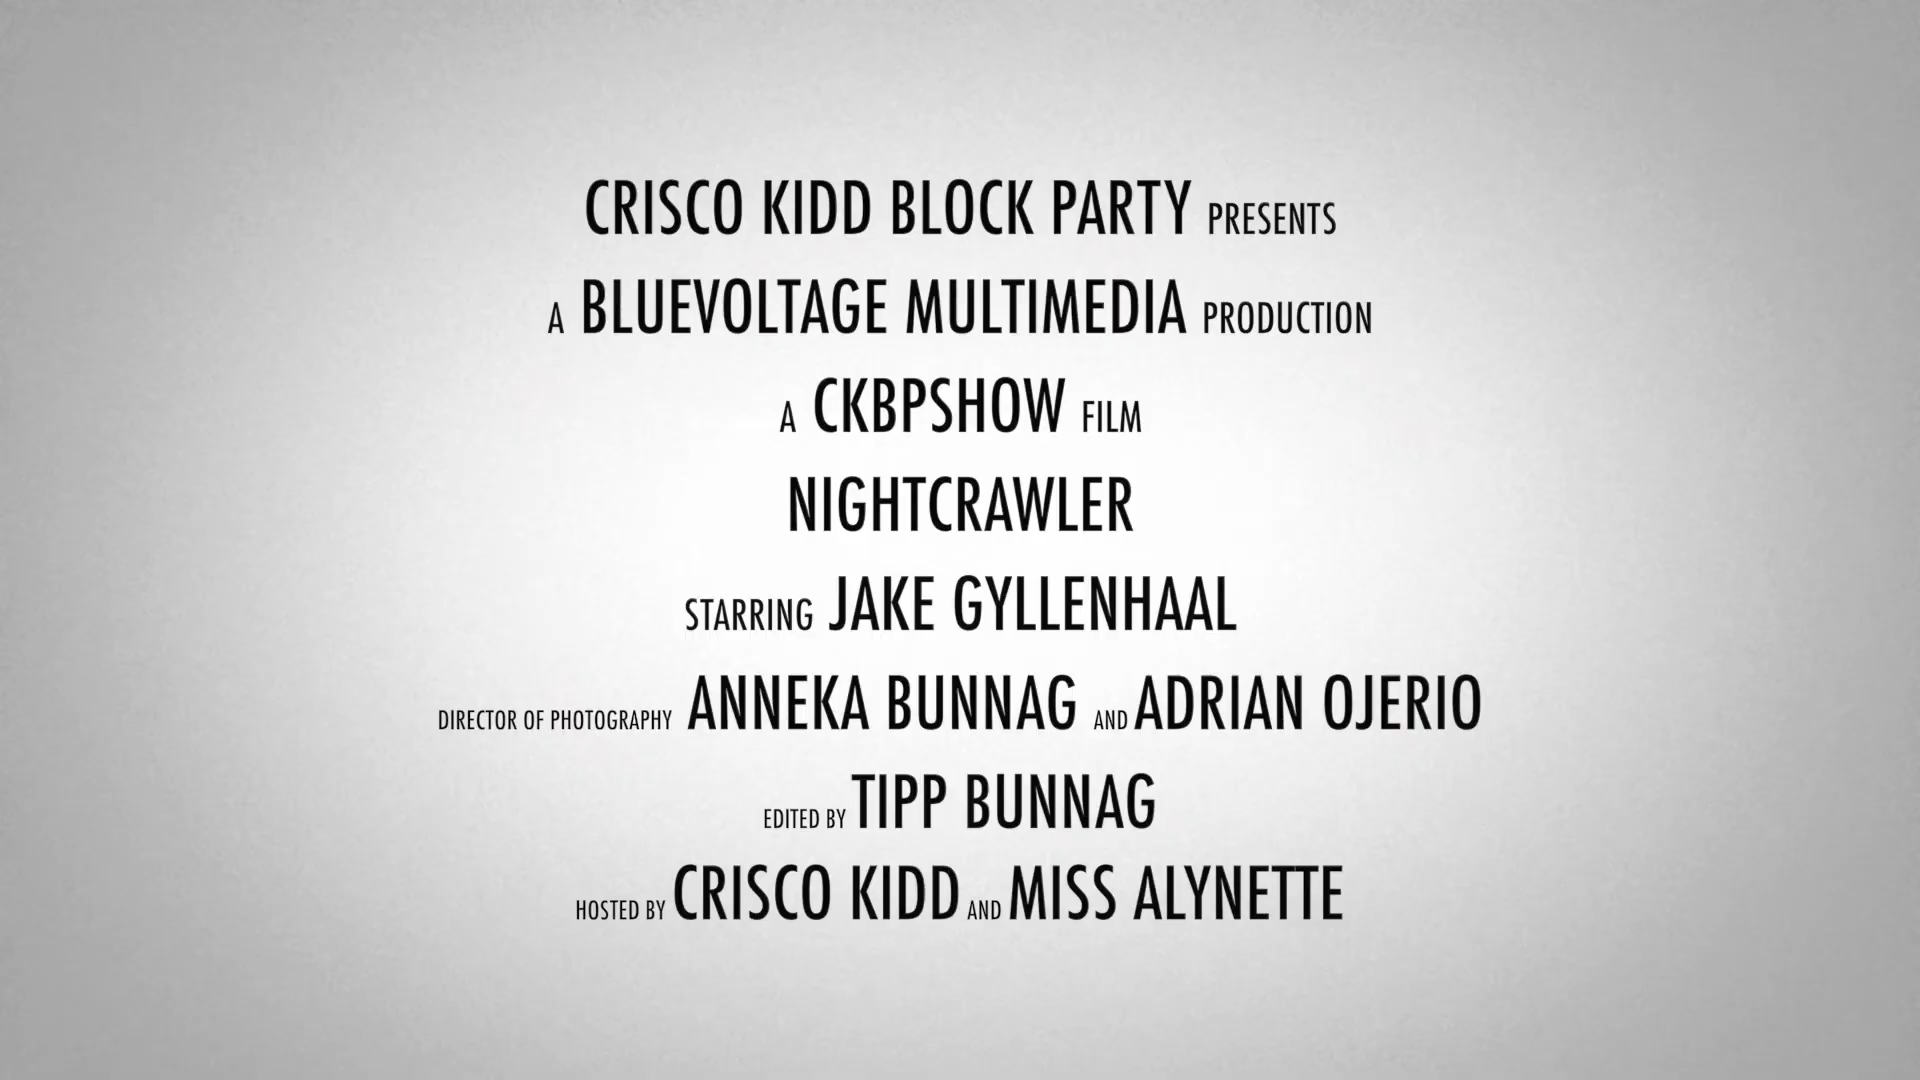 CRISCO KIDD BLOCK PARTY PRESENTS
A BLUEVOLTAGE MULTIMEDIA PRODUCTION
A CKBPSHOW FILM
NIGHTCRAWLER
STARRING JAKE GYLLENHAAL
DIRECTOR OF PHOTOGRAPHY ANNEKA BUNNAG AND ADRIAN OJERIO
EDITED BY TIPP BUNNAG
HOSTED BY CRISCO KIDD AND MISS ALYNETTE